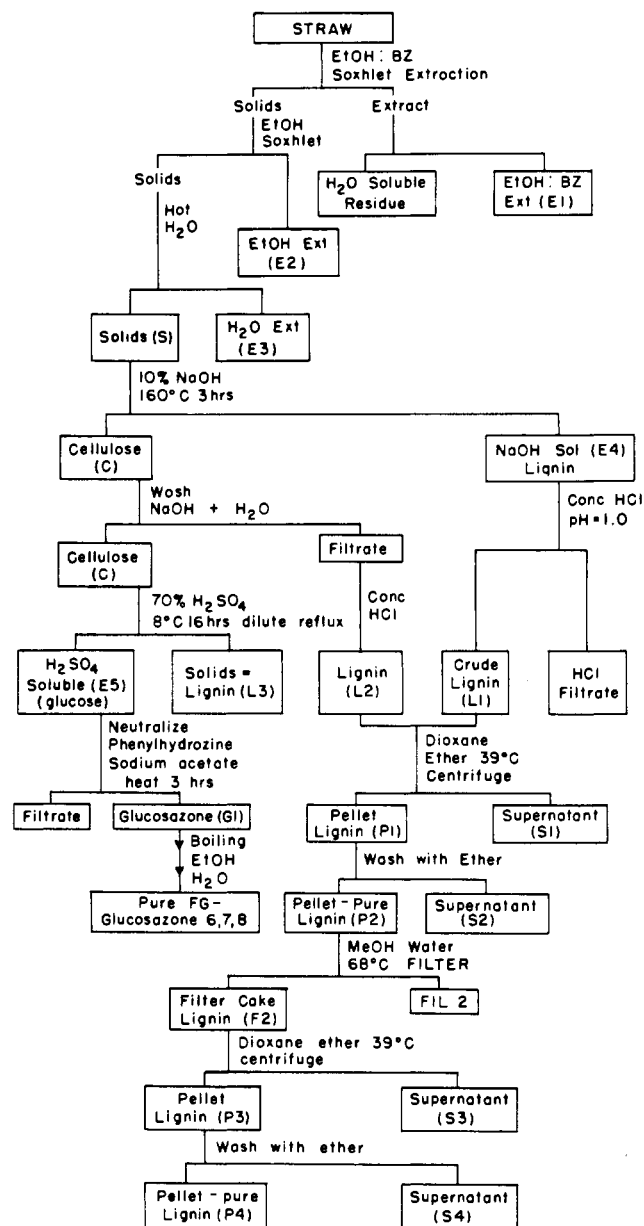 STRAW
EtOH: BZ
Soxhlet Extroction
Solids
Extract
EtOH
Soxhlet
Solids
H2O Soluble
Residue
EtOH: BZ
Ext (E1)
Hot
H2O
EtOH Ext
(E2)
Solids (S)
H2O Ext
(E3)
10% NaOH
160°C 3hrs
Cellulose
(C)
NaOH Sol (E4)
Lignin
Wash
NaOH + H2O
Conc HCl
pH=1.0
Cellulose
(C)
Filtrate
70% H2SO4
8°C 16 hrs dilute reflux
Conc
HCl
H2SO4
Soluble (E5)
(glucose)
Solids =
Lignin (L3)
Lignin
(L2)
Crude
Lignin
(L1)
HCl
Filtrate
Neutralize
Phenylhydrozine
Sodium acetate
heat 3 hrs
Dioxane
Ether 39°C
Centrifuge
Filtrate
Glucosazone (G1)
Pellet
Lignin (P1)
Supernatant
(S1)
Boiling
EtOH
H2O
Wash with Ether
Pure FG-
Glucosazone 6,7,8
Pellet-Pure
Lignin (P2)
Supernatant
(S2)
MeOH Water
68°C FILTER
Filter Cake
Lignin (F2)
FIL 2
Dioxane ether 39°C
centrifuge
Pellet
Lignin (P3)
Supernatant
(S3)
Wash with ether
Pellet-pure
Lignin (P4)
Supernatant
(S4)